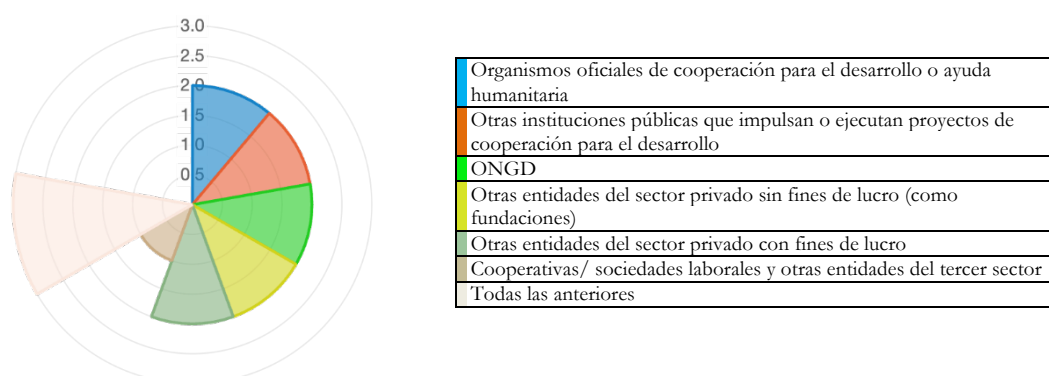 3.0
2.5
2.0
1.5
1.0
0.5
Organismos oficiales de cooperación para el desarrollo o ayuda
humanitaria
Otras instituciones públicas que impulsan o ejecutan proyectos de
cooperación para el desarrollo
ONGD
Otras entidades del sector privado sin fines de lucro (como
fundaciones)
Otras entidades del sector privado con fines de lucro
Cooperativas/ sociedades laborales y otras entidades del tercer sector
Todas las anteriores